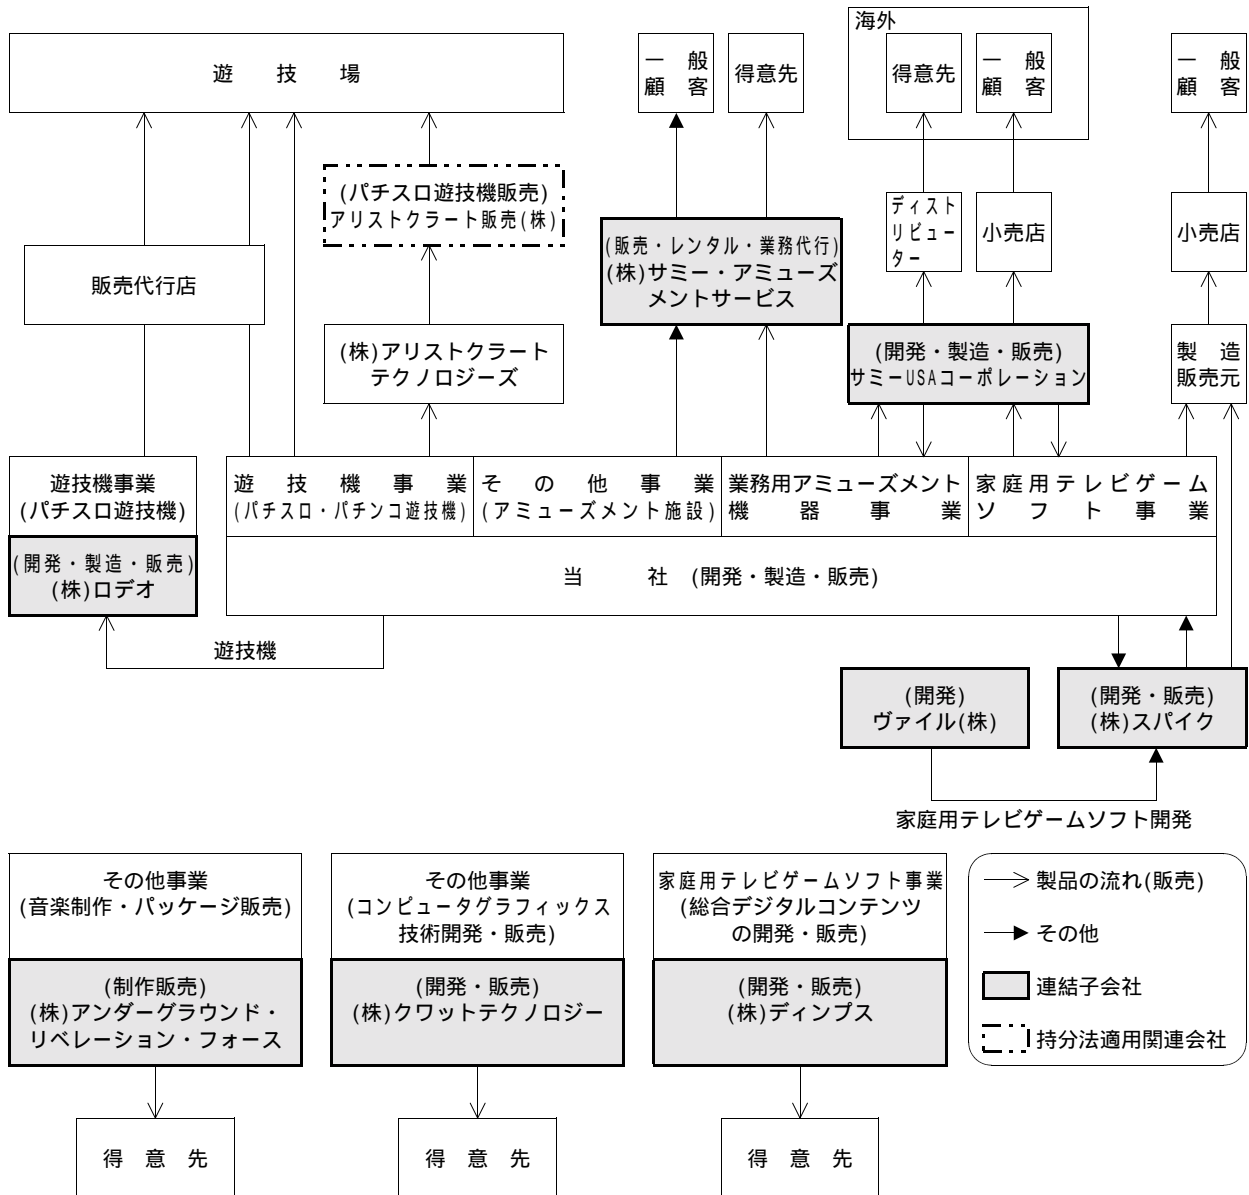 海外
遊 技 場
一 般
顧 客
得意先
得意先
一 般
顧 客
一 般
顧 客
(パチスロ遊技機販売)
アリストクラート販売(株)
ディスト
リビュー
ター
小売店
小売店
販売代行店
(販売・レンタル・業務代行)
(株)サミー・アミューズ
メントサービス
(株)アリストクラート
テクノロジーズ
(開発・製造・販売)
サミーUSAコーポレーション
製 造
販売元
遊技機事業
(パチスロ遊技機)
(開発・製造・販売)
(株)ロデオ
遊 技 機 事 業
(パチスロ・パチンコ遊技機)
そ の 他 事 業
(アミューズメント施設)
業務用アミューズメント
機 器 事 業
家庭用テレビゲーム
ソ フ ト 事 業
当 社 (開発・製造・販売)
遊技機
(開発)
ヴァイル(株)
(開発・販売)
(株)スパイク
家庭用テレビゲームソフト開発
その他事業
(音楽制作・パッケージ販売)
(制作販売)
(株)アンダーグラウンド・
リベレーション・フォース
得 意 先
その他事業
(コンピュータグラフィックス
技術開発・販売)
(開発・販売)
(株)クワットテクノロジー
得 意 先
家庭用テレビゲームソフト事業
(総合デジタルコンテンツ
の開発・販売)
(開発・販売)
(株)ディンプス
得 意 先
製品の流れ(販売)
その他
連結子会社
持分法適用関連会社